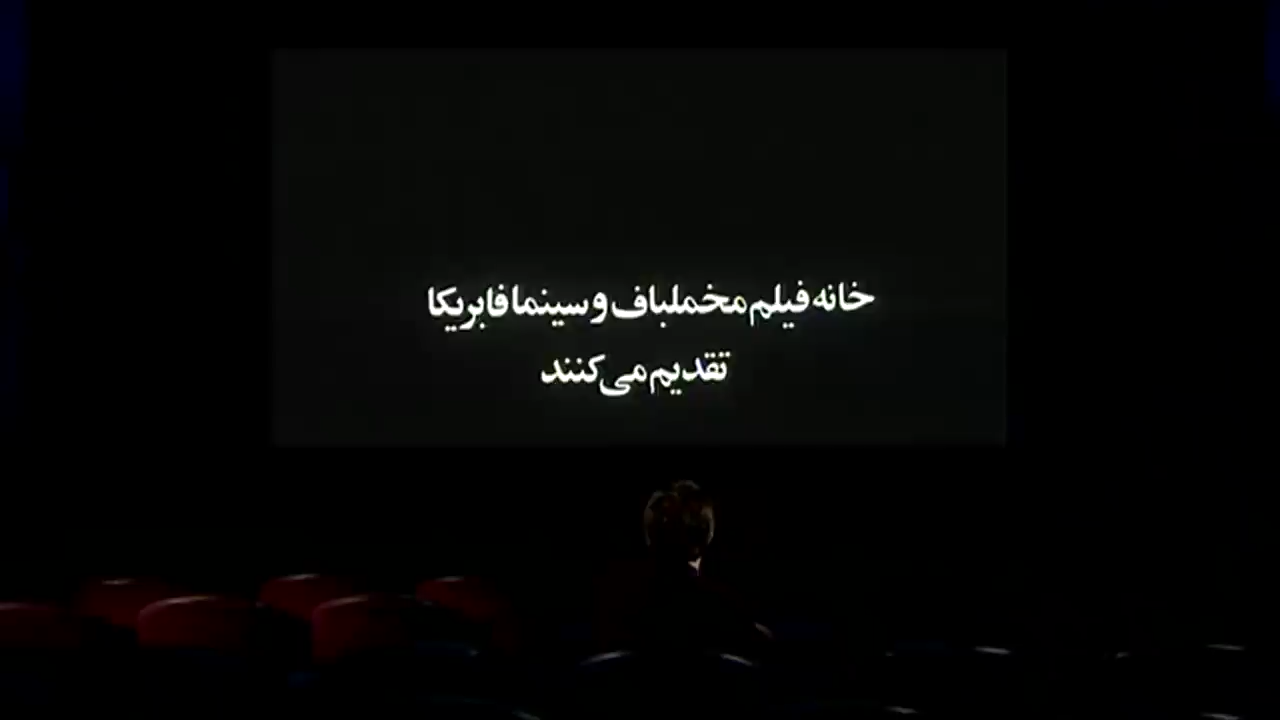 خانه فیلم مخملباف و سینما فابریکا
تقدیم می‌کنند